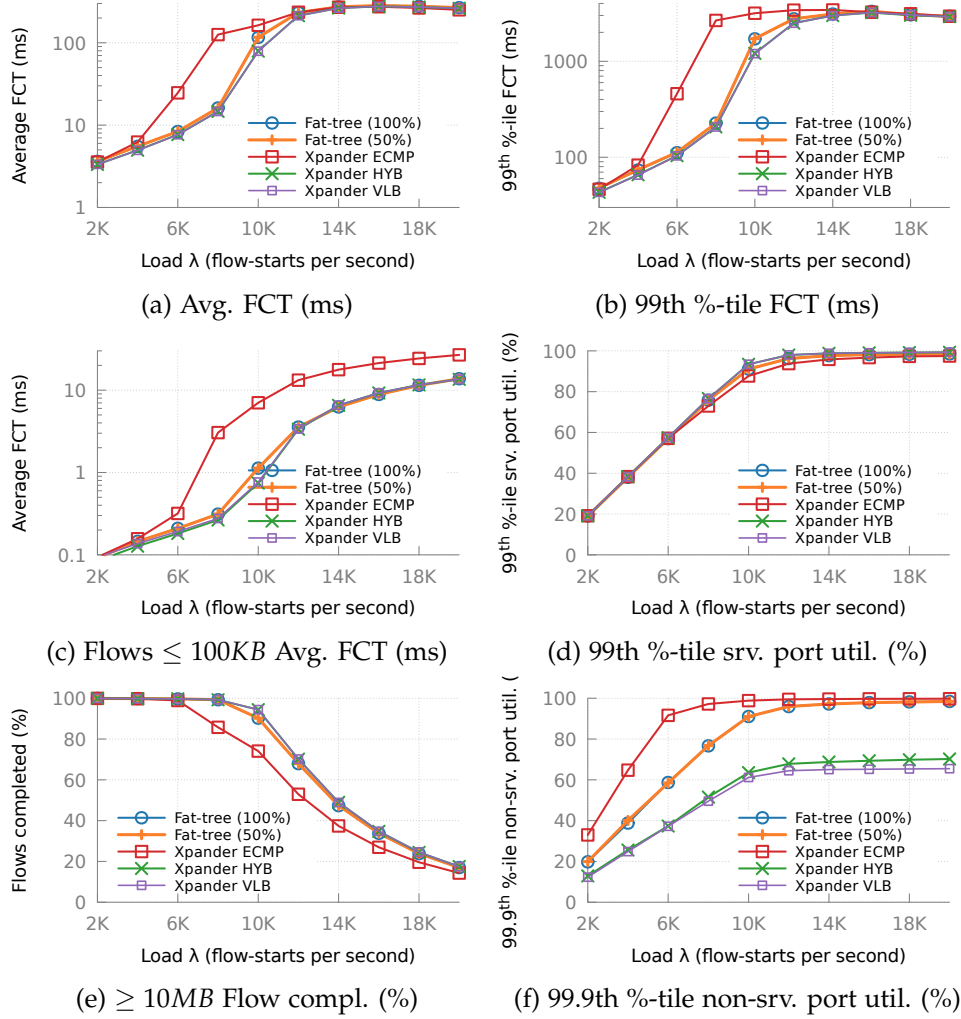 Average FCT (ms)
100
10
1
2K 6K 10K 14K 18K
Fat-tree (100%)
Fat-tree (50%)
Xpander ECMP
Xpander HYB
Xpander VLB
Load λ (flow-starts per second)
(a) Avg. FCT (ms)
99th %-ile FCT (ms)
1000
100
2K 6K 10K 14K 18K
Fat-tree (100%)
Fat-tree (50%)
Xpander ECMP
Xpander HYB
Xpander VLB
Load λ (flow-starts per second)
(b) 99th %-tile FCT (ms)
Average FCT (ms)
10
1
0.1
2K 6K 10K 14K 18K
Fat-tree (100%)
Fat-tree (50%)
Xpander ECMP
Xpander HYB
Xpander VLB
Load λ (flow-starts per second)
(c) Flows ≤ 100KB Avg. FCT (ms)
99th %-ile srv. port util. (%)
100
80
60
40
20
0
2K 6K 10K 14K 18K
Fat-tree (100%)
Fat-tree (50%)
Xpander ECMP
Xpander HYB
Xpander VLB
Load λ (flow-starts per second)
(d) 99th %-tile srv. port util. (%)
Flows completed (%)
100
80
60
40
20
0
2K 6K 10K 14K 18K
Fat-tree (100%)
Fat-tree (50%)
Xpander ECMP
Xpander HYB
Xpander VLB
Load λ (flow-starts per second)
(e) ≥ 10MB Flow compl. (%)
99.9th %-ile non-srv. port util. (
100
80
60
40
20
0
2K 6K 10K 14K 18K
Fat-tree (100%)
Fat-tree (50%)
Xpander ECMP
Xpander HYB
Xpander VLB
Load λ (flow-starts per second)
(f) 99.9th %-tile non-srv. port util. (%)